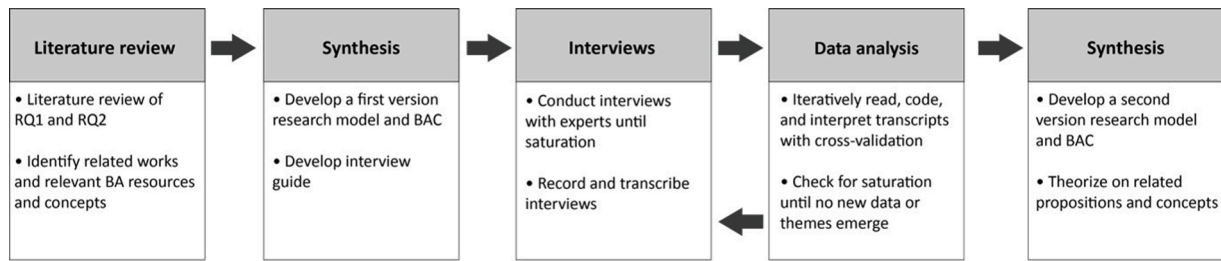 Literature review
• Literature review of
RQ1 and RQ2
• Identify related works
and relevant BA resources
and concepts
Synthesis
• Develop a first version
research model and BAC
• Develop interview
guide
Interviews
• Conduct interviews
with experts until
saturation
• Record and transcribe
interviews
Data analysis
• Iteratively read, code,
and interpret transcripts
with cross-validation
• Check for saturation
until no new data or
themes emerge
Synthesis
• Develop a second
version research model
and BAC
• Theorize on related
propositions and concepts